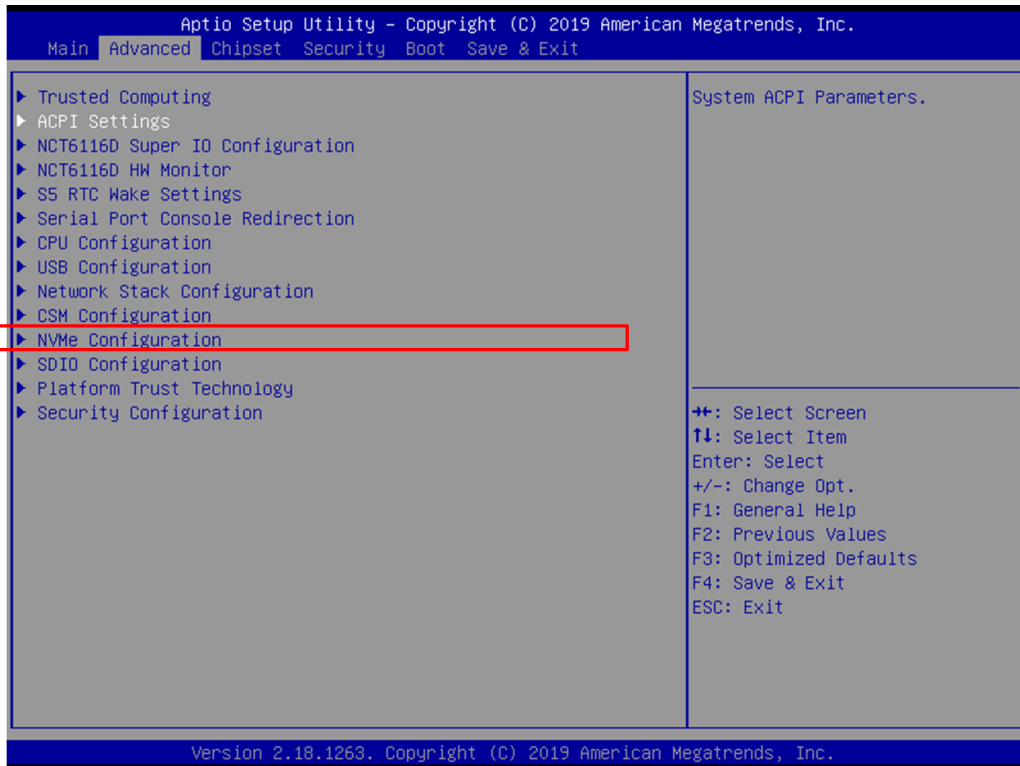 Aptio Setup Utility – Copyright (C) 2019 American Megatrends, Inc.
Main Advanced Chipset Security Boot Save & Exit
Trusted Computing
ACPI Settings
NCT6116D Super IO Configuration
NCT6116D HW Monitor
S5 RTC Wake Settings
Serial Port Console Redirection
CPU Configuration
USB Configuration
Network Stack Configuration
CSM Configuration
NVMe Configuration
SDIO Configuration
Platform Trust Technology
Security Configuration
System ACPI Parameters.
→←: Select Screen
↑↓: Select Item
Enter: Select
+/-: Change Opt.
F1: General Help
F2: Previous Values
F3: Optimized Defaults
F4: Save & Exit
ESC: Exit
Version 2.18.1263. Copyright (C) 2019 American Megatrends, Inc.